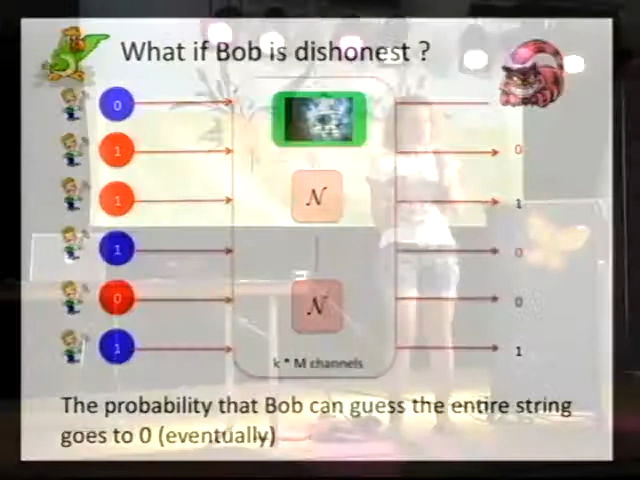 What if Bob is dishonest ?
0
1 0
1 N 1
1 0
0 N 0
1 1
k * M channels
The probability that Bob can guess the entire string
goes to 0 (eventually)